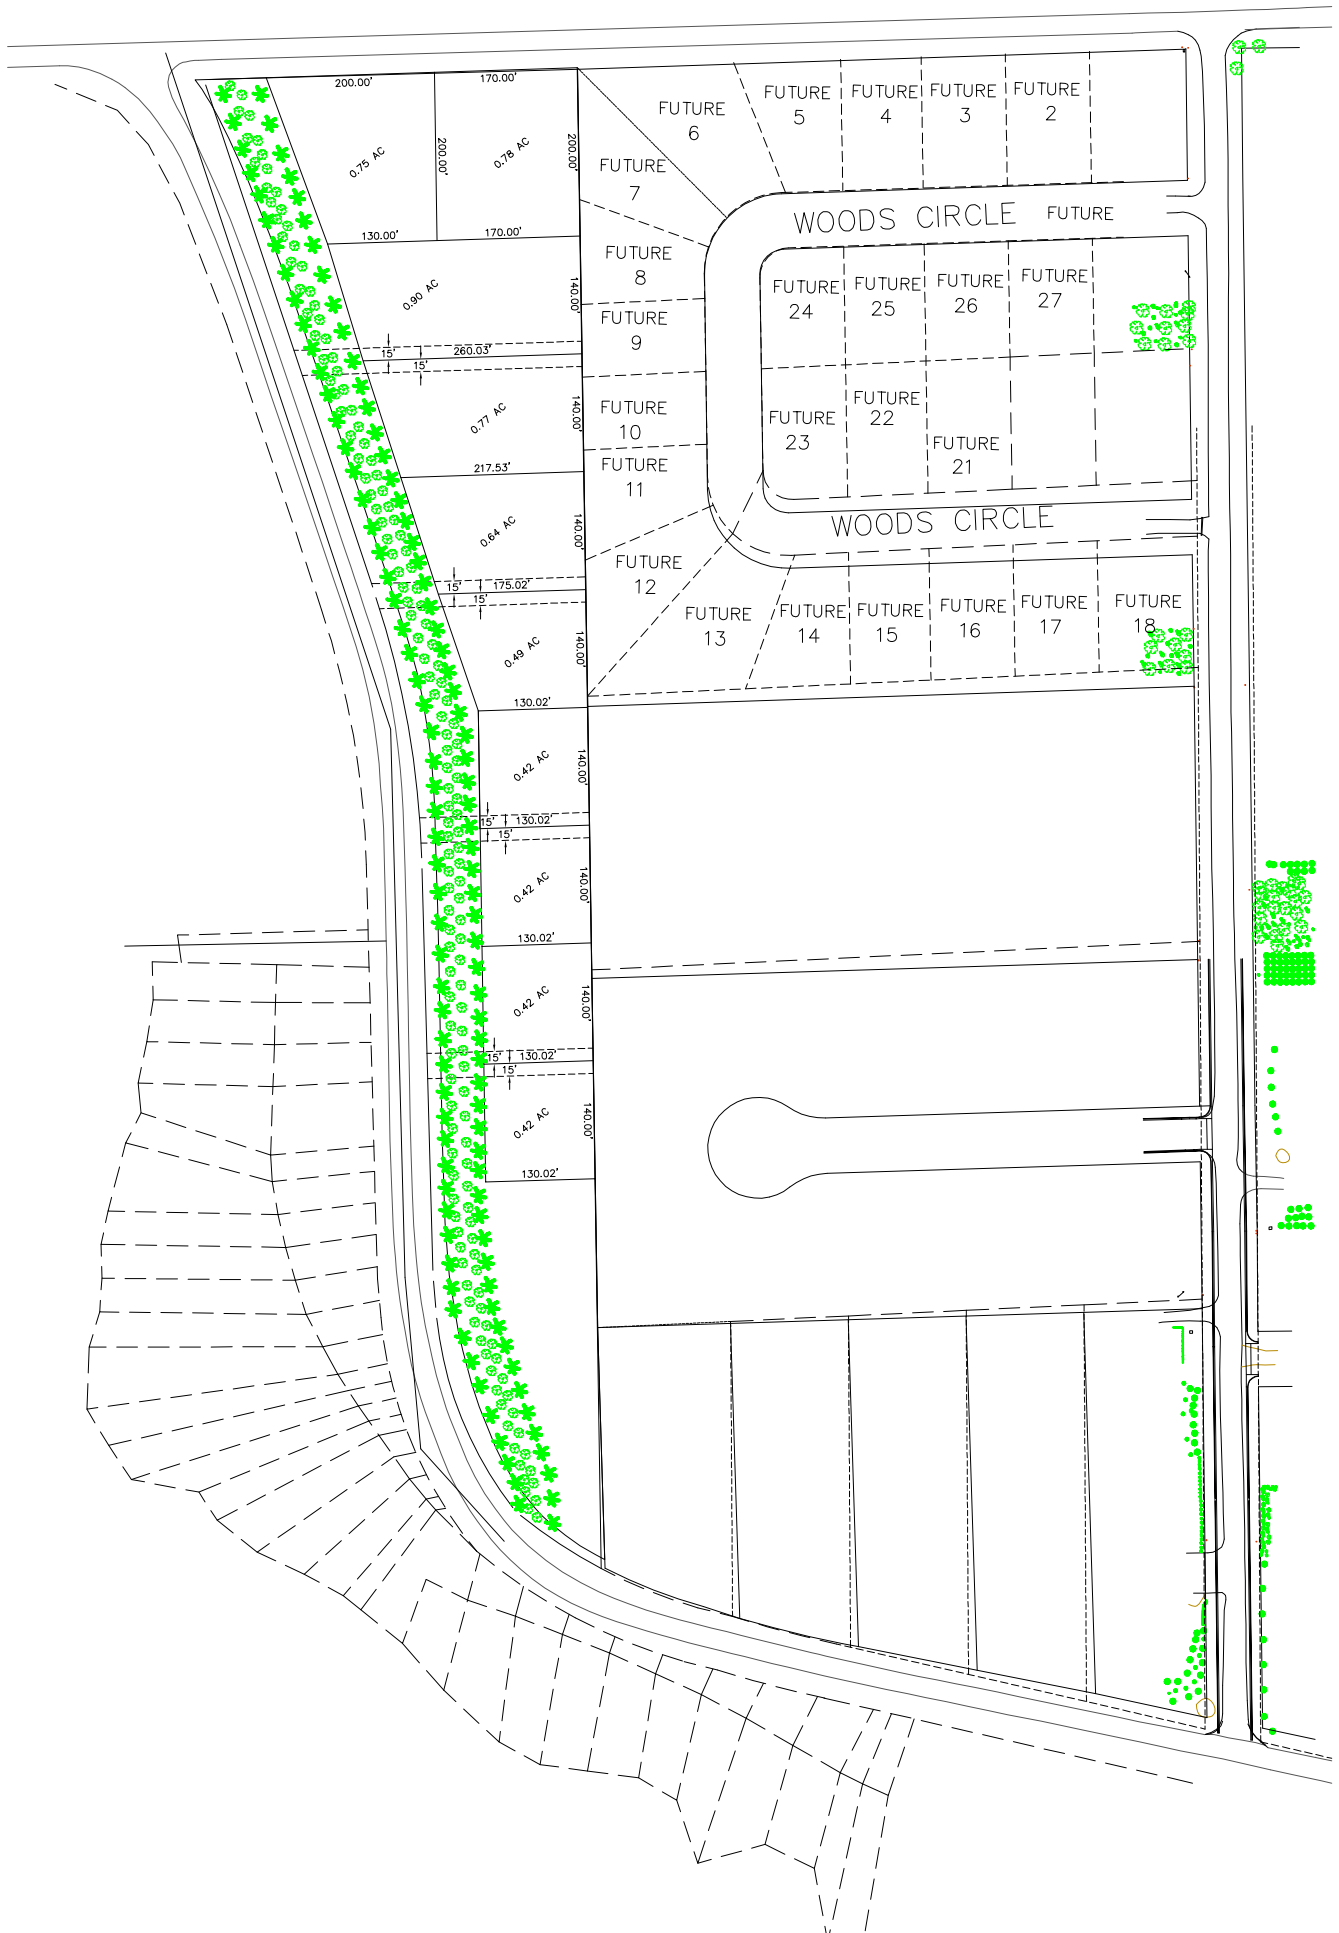 200.00'
170.00'
0.75 AC
200.00'
0.78 AC
200.00'
130.00'
170.00'
0.90 AC
140.00'
15'
260.03'
15'
0.77 AC
140.00'
217.53'
0.64 AC
140.00'
15'
175.02'
15'
0.49 AC
140.00'
130.02'
0.42 AC
140.00'
15'
130.02'
15'
0.42 AC
140.00'
130.02'
0.42 AC
140.00'
15'
130.02'
15'
0.42 AC
140.00'
130.02'
FUTURE
6
FUTURE
5
FUTURE
4
FUTURE
3
FUTURE
2
FUTURE
7
WOODS CIRCLE FUTURE
FUTURE
8
FUTURE
9
FUTURE
24
FUTURE
25
FUTURE
26
FUTURE
27
FUTURE
10
FUTURE
23
FUTURE
22
FUTURE
21
FUTURE
11
WOODS CIRCLE
FUTURE
12
FUTURE
13
FUTURE
14
FUTURE
15
FUTURE
16
FUTURE
17
FUTURE
18